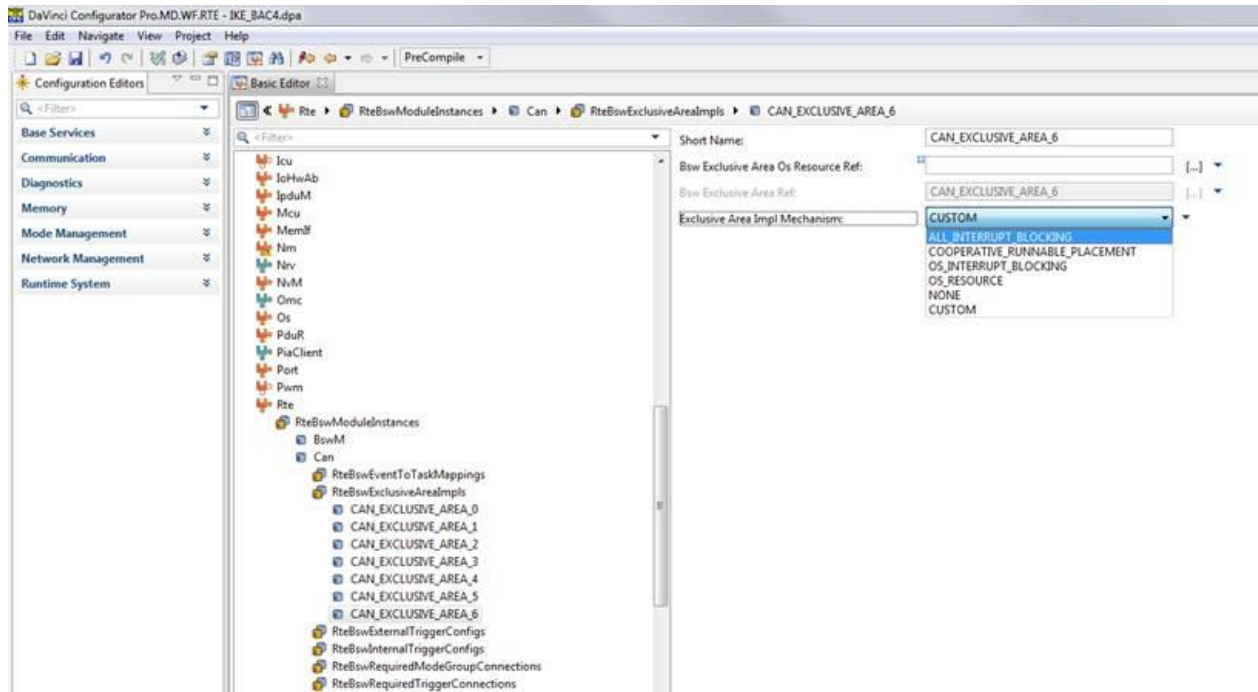 DaVinci Configurator Pro.MD.WF.RTE - IKE_BAC4.dpa
File Edit Navigate View Project Help
PreCompile
Configuration Editors
Basic Editor
<Filter>
Base Services
Communication
Diagnostics
Memory
Mode Management
Network Management
Runtime System
Rte RteBswModuleInstances Can RteBswExclusiveAreaImpls CAN_EXCLUSIVE_AREA_6
<Filter>
Icu
IoHwAb
IpduM
Mcu
MemIf
Nm
Nrv
NvM
Omc
Os
PduR
PiaClient
Port
Pwm
Rte
RteBswModuleInstances
BswM
Can
RteBswEventToTaskMappings
RteBswExclusiveAreaImpls
CAN_EXCLUSIVE_AREA_0
CAN_EXCLUSIVE_AREA_1
CAN_EXCLUSIVE_AREA_2
CAN_EXCLUSIVE_AREA_3
CAN_EXCLUSIVE_AREA_4
CAN_EXCLUSIVE_AREA_5
CAN_EXCLUSIVE_AREA_6
RteBswExternalTriggerConfigs
RteBswInternalTriggerConfigs
RteBswRequiredModeGroupConnections
RteBswRequiredTriggerConnections
Short Name: CAN_EXCLUSIVE_AREA_6
Bsw Exclusive Area Os Resource Ref: [...]
Bsw Exclusive Area Ref: CAN_EXCLUSIVE_AREA_6 [...]
Exclusive Area Impl Mechanism: CUSTOM
ALL_INTERRUPT_BLOCKING
COOPERATIVE_RUNNABLE_PLACEMENT
OS_INTERRUPT_BLOCKING
OS_RESOURCE
NONE
CUSTOM